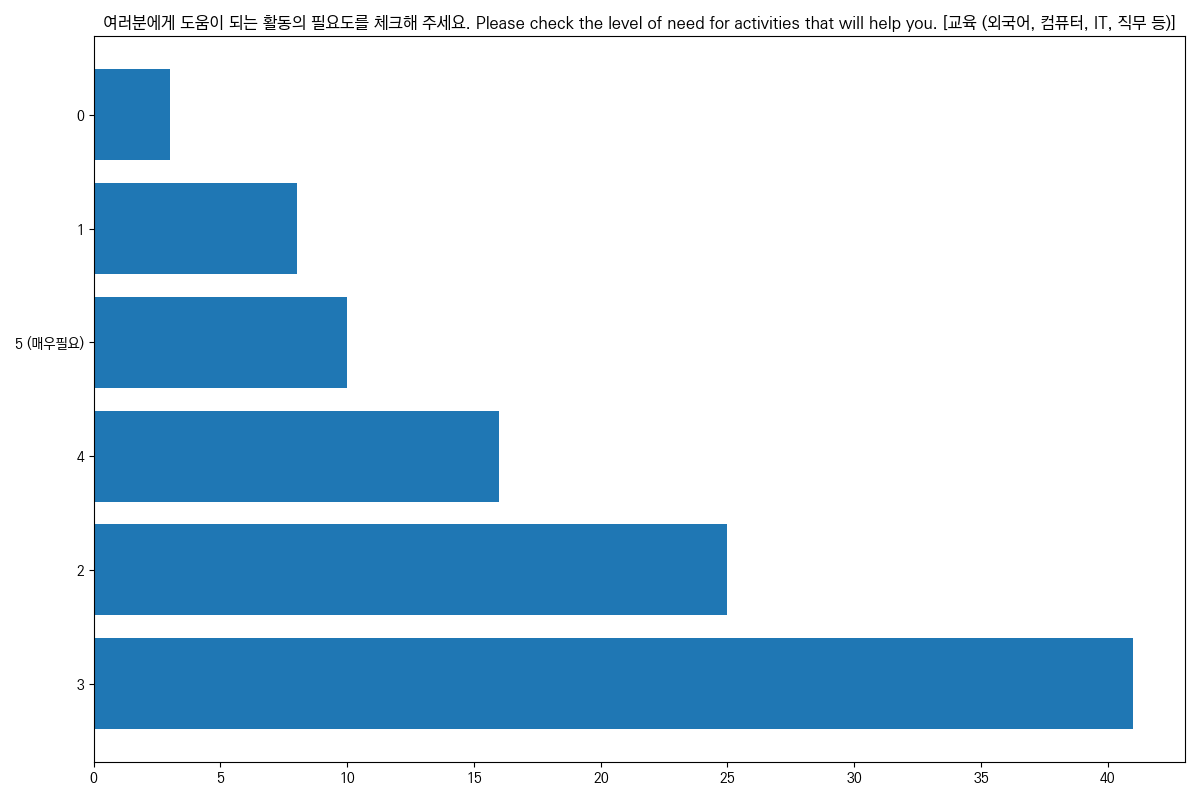 여러분에게 도움이 되는 활동의 필요도를 체크해 주세요. Please check the level of need for activities that will help you. [교육 (외국어, 컴퓨터, IT, 직무 등)]
0
1
5 (매우필요)
4
2
3
0 5 10 15 20 25 30 35 40